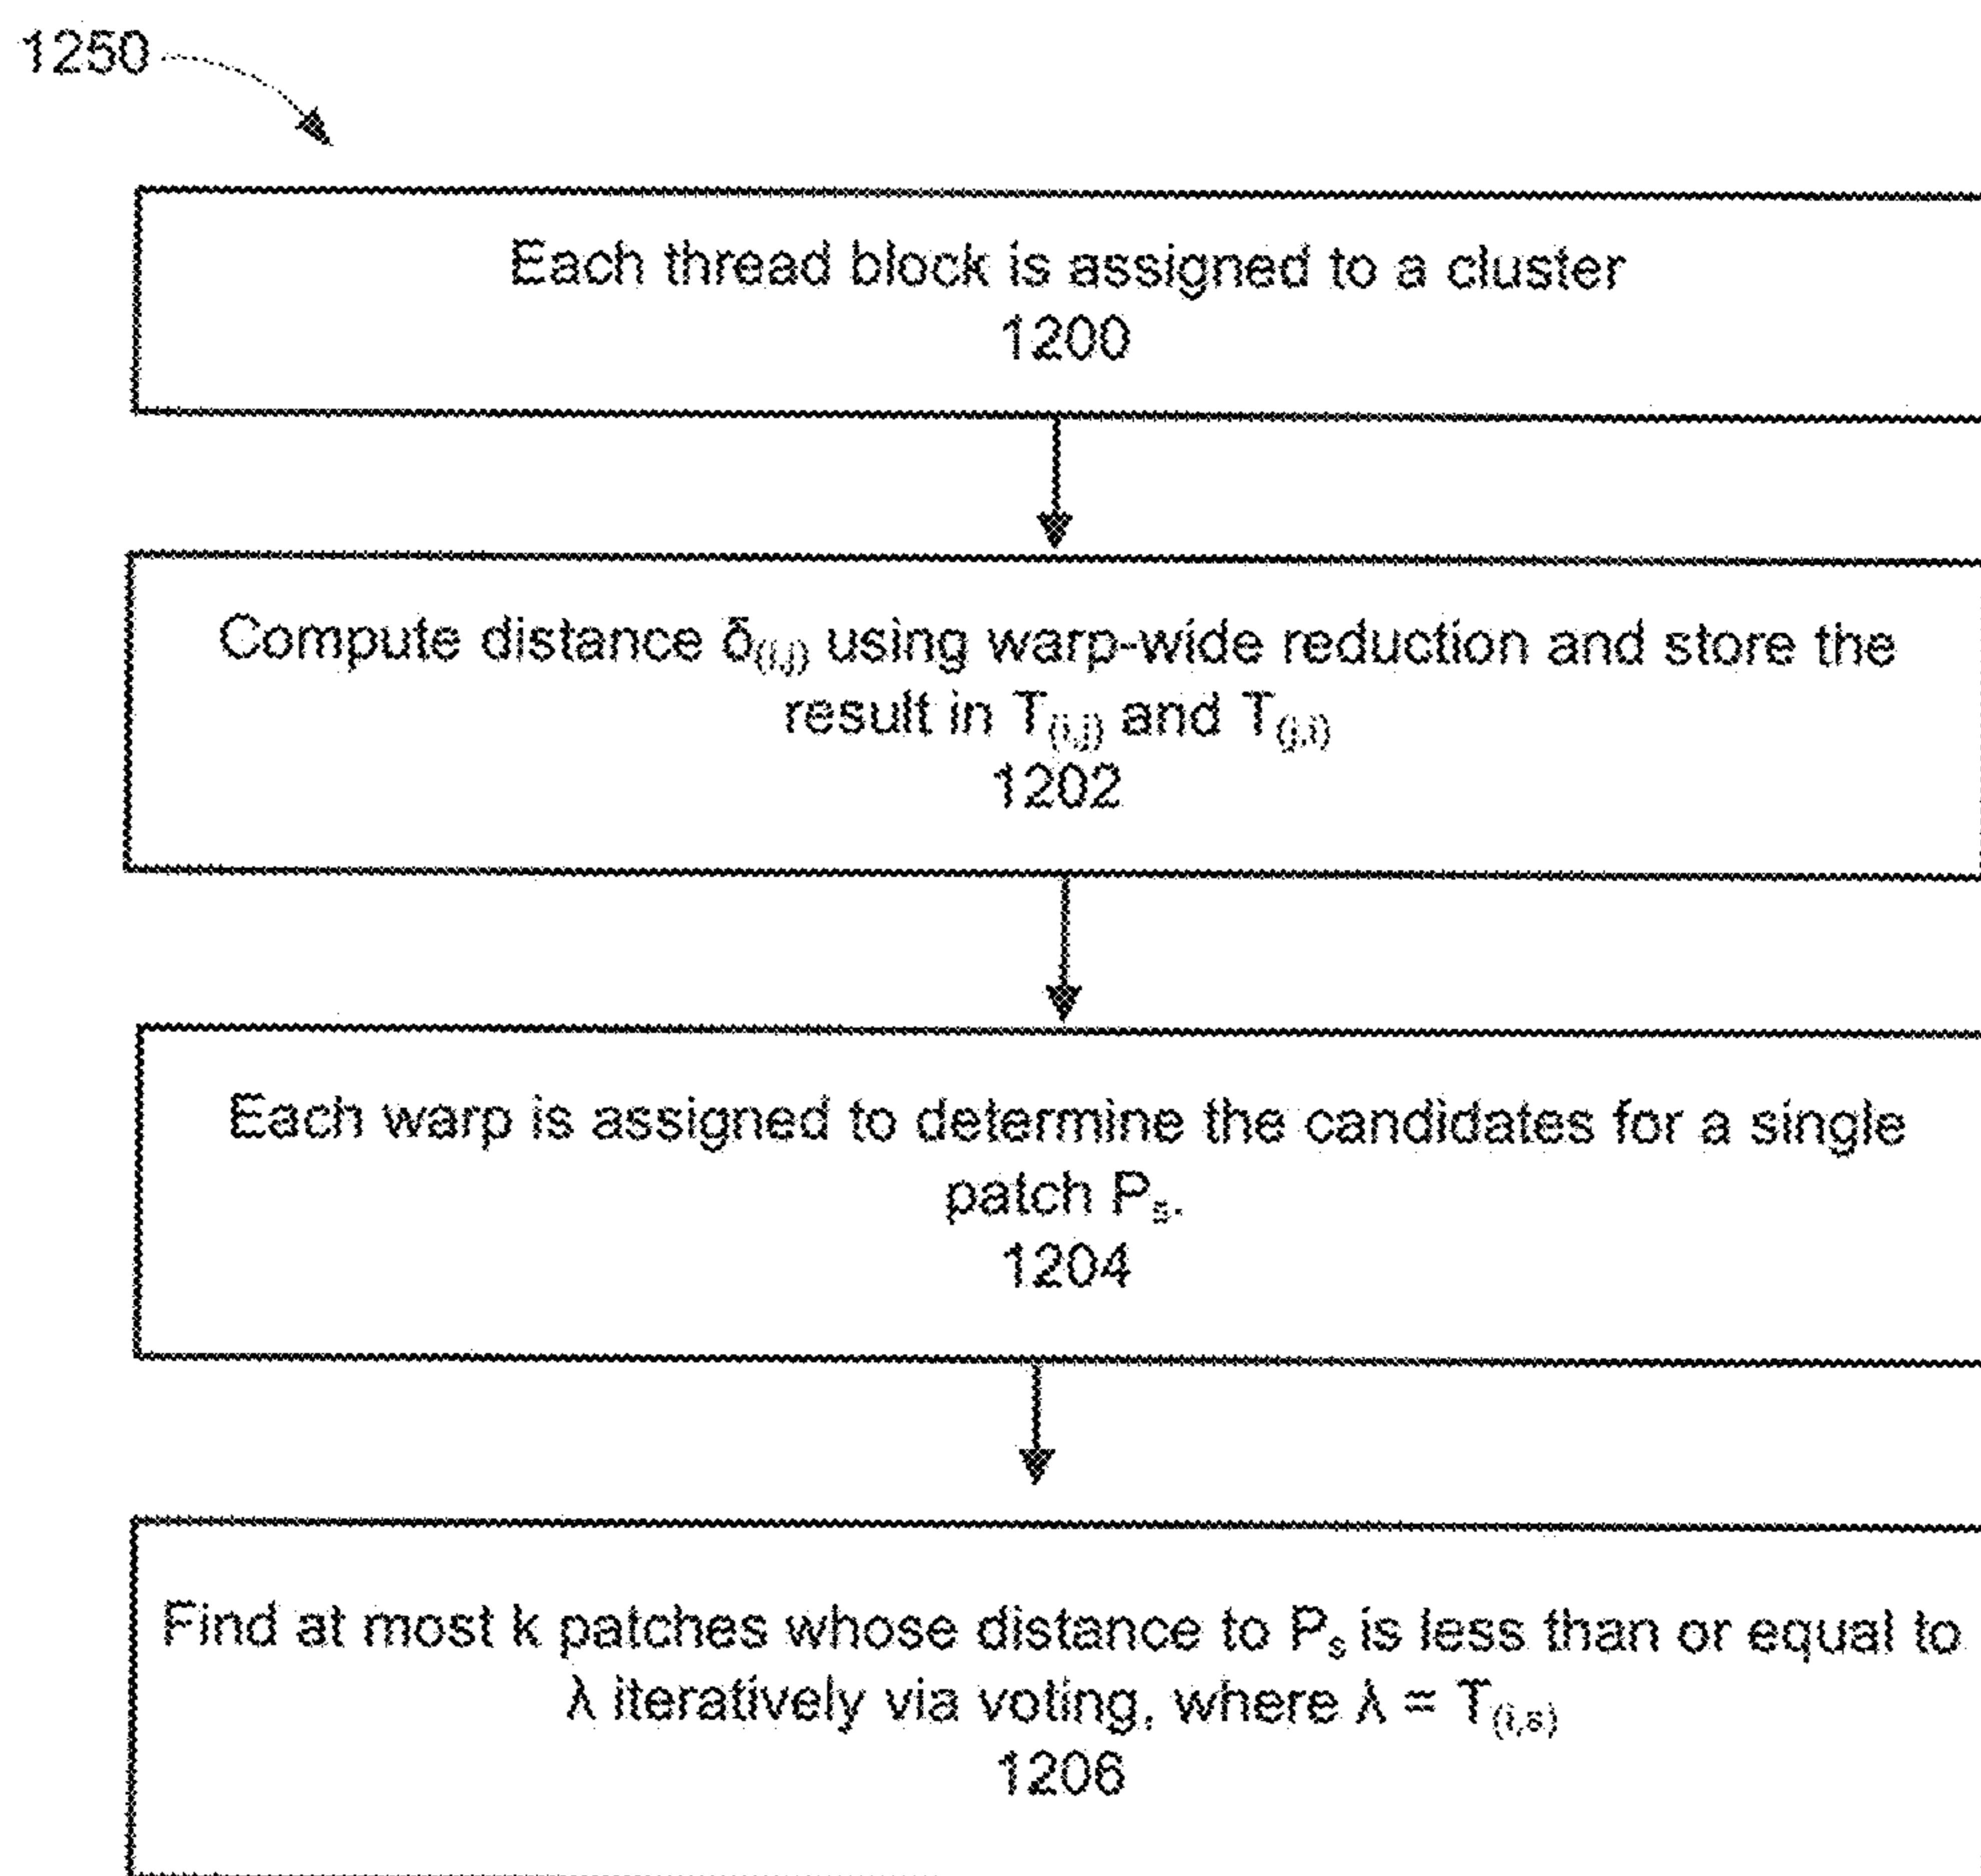 1250
Each thread block is assigned to a cluster
1200
Compute distance δ(i,j) using warp-wide reduction and store the
result in T(i,j) and T(j,i)
1202
Each warp is assigned to determine the candidates for a single
patch Ps.
1204
Find at most k patches whose distance to Ps is less than or equal to
λ iteratively via voting, where λ = T(i,s)
1206